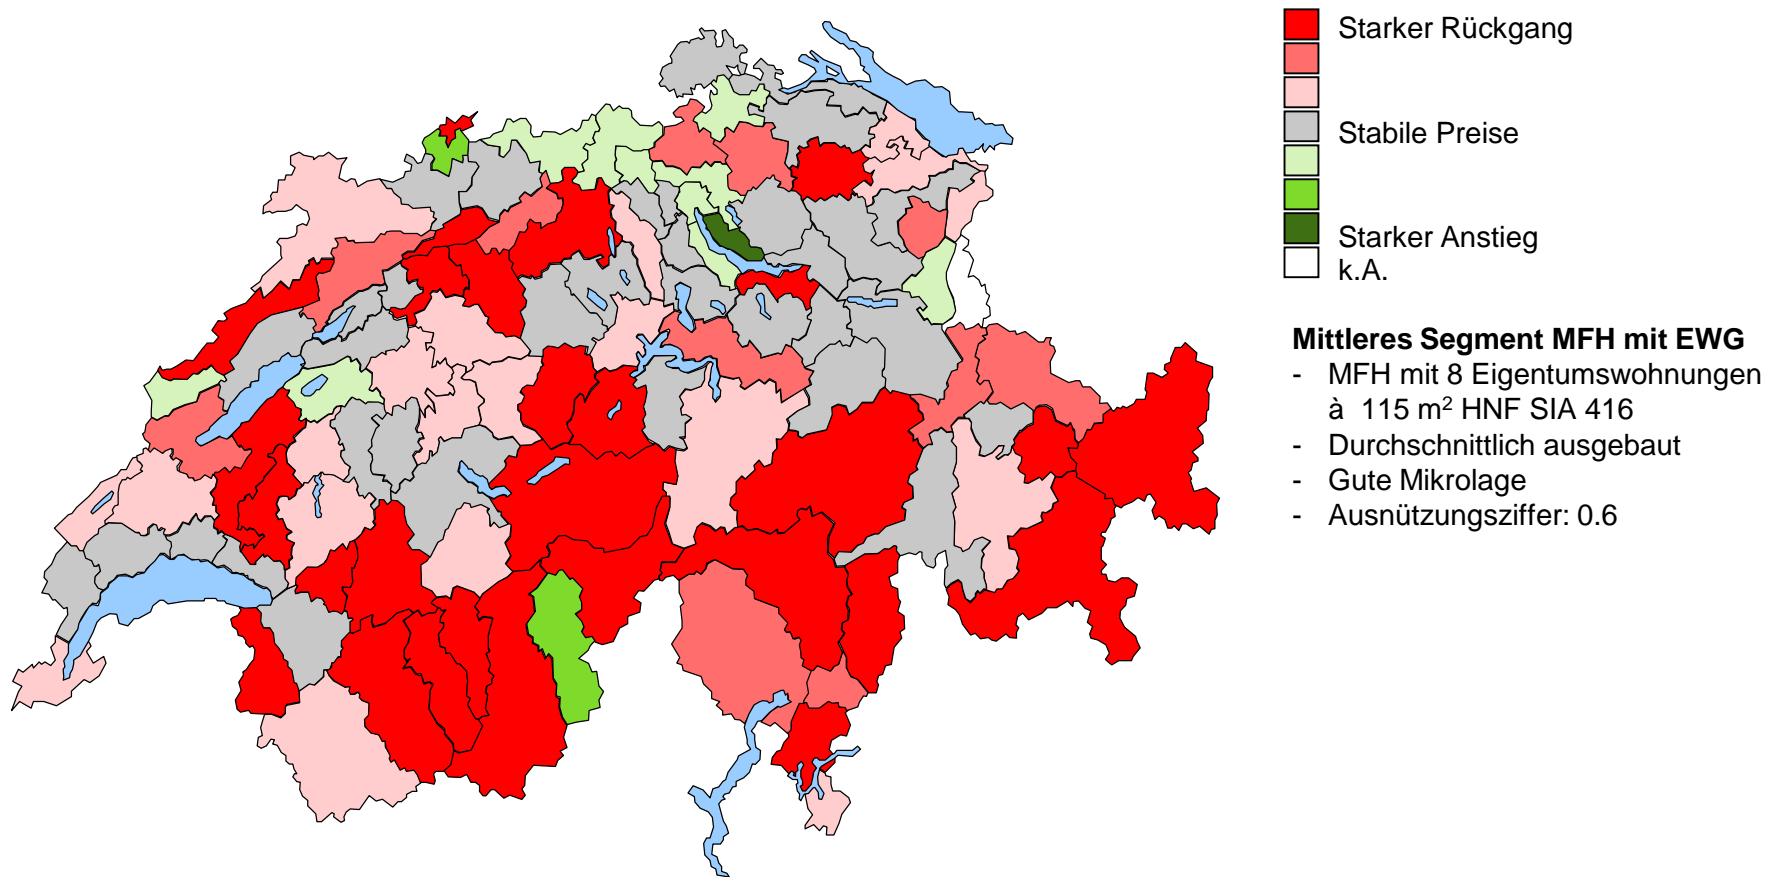 Starker Rückgang
Stabile Preise
Starker Anstieg
k.A.
Mittleres Segment MFH mit EWG
- MFH mit 8 Eigentumswohnungen
à 115 m² HNF SIA 416
- Durchschnittlich ausgebaut
- Gute Mikrolage
- Ausnützungsziffer: 0.6